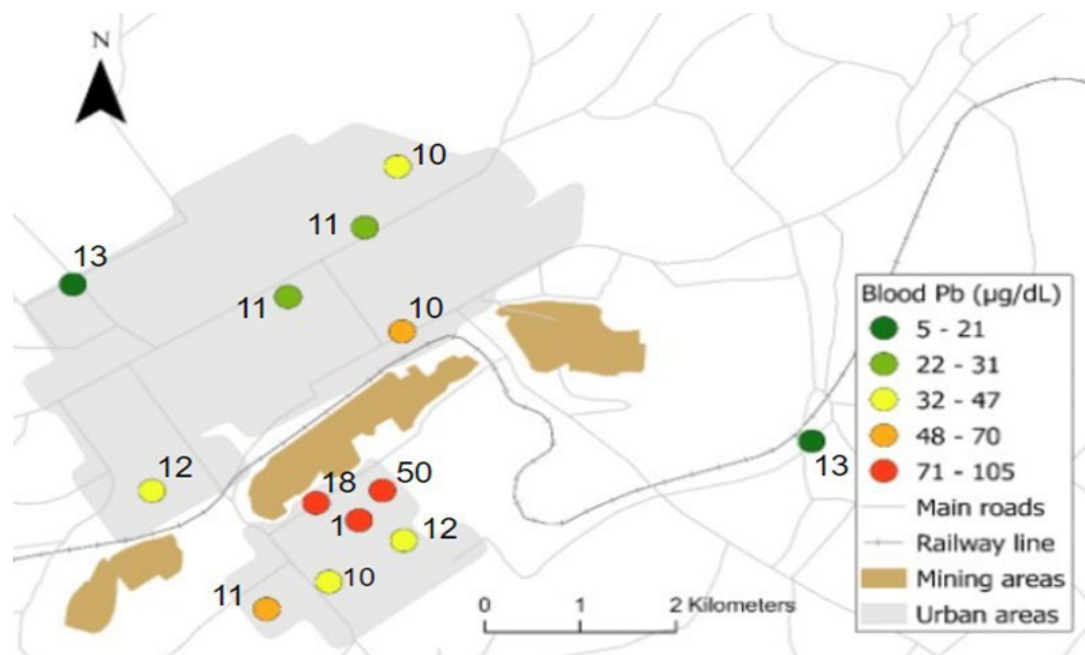 N
10
11
13
11
10
12
18
50
1
12
10
11
13
Blood Pb (µg/dL)
5 - 21
22 - 31
32 - 47
48 - 70
71 - 105
Main roads
Railway line
Mining areas
Urban areas
0 1 2 Kilometers